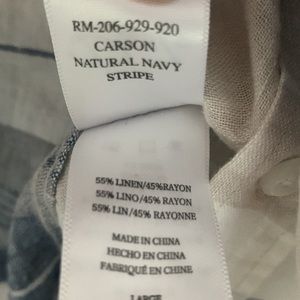 RM-206-929-920
CARSON
NATURAL NAVY
STRIPE
55% LINEN/45%RAYON
55% LINO/45% RAYON
55% LIN/45% RAYONNE
MADE IN CHINA
HECHO EN CHINA
FABRIQUÉ EN CHINE
LARGE